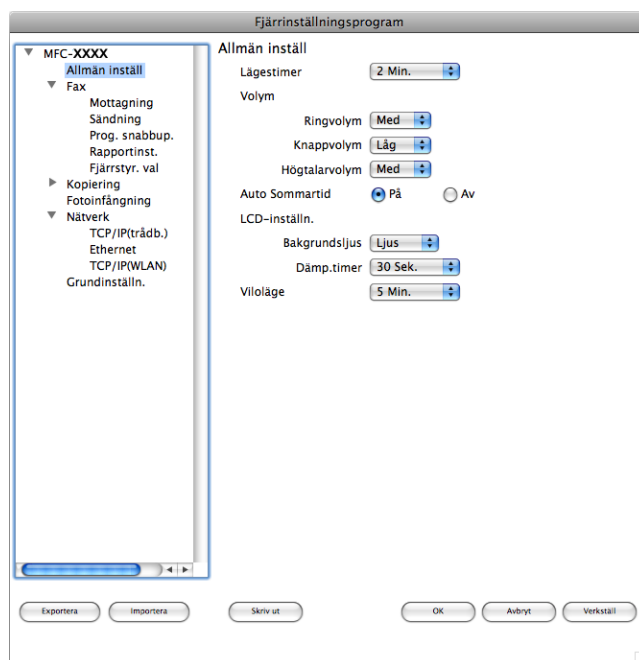 Fjärrinställningsprogram
MFC-XXXX
Allmän inställ
Fax
Mottagning
Sändning
Prog. snabbup.
Rapportinst.
Fjärrstyr. val
Kopiering
Fotoinfångning
Nätverk
TCP/IP(trådb.)
Ethernet
TCP/IP(WLAN)
Grundinställn.
Allmän inställ
Lägestimer 2 Min.
Volym
Ringvolym Med
Knappvolym Låg
Högtalarvolym Med
Auto Sommartid På Av
LCD-inställn.
Bakgrundsljus Ljus
Dämp.timer 30 Sek.
Viloläge 5 Min.
Exportera Importera Skriv ut OK Avbryt Verkställ